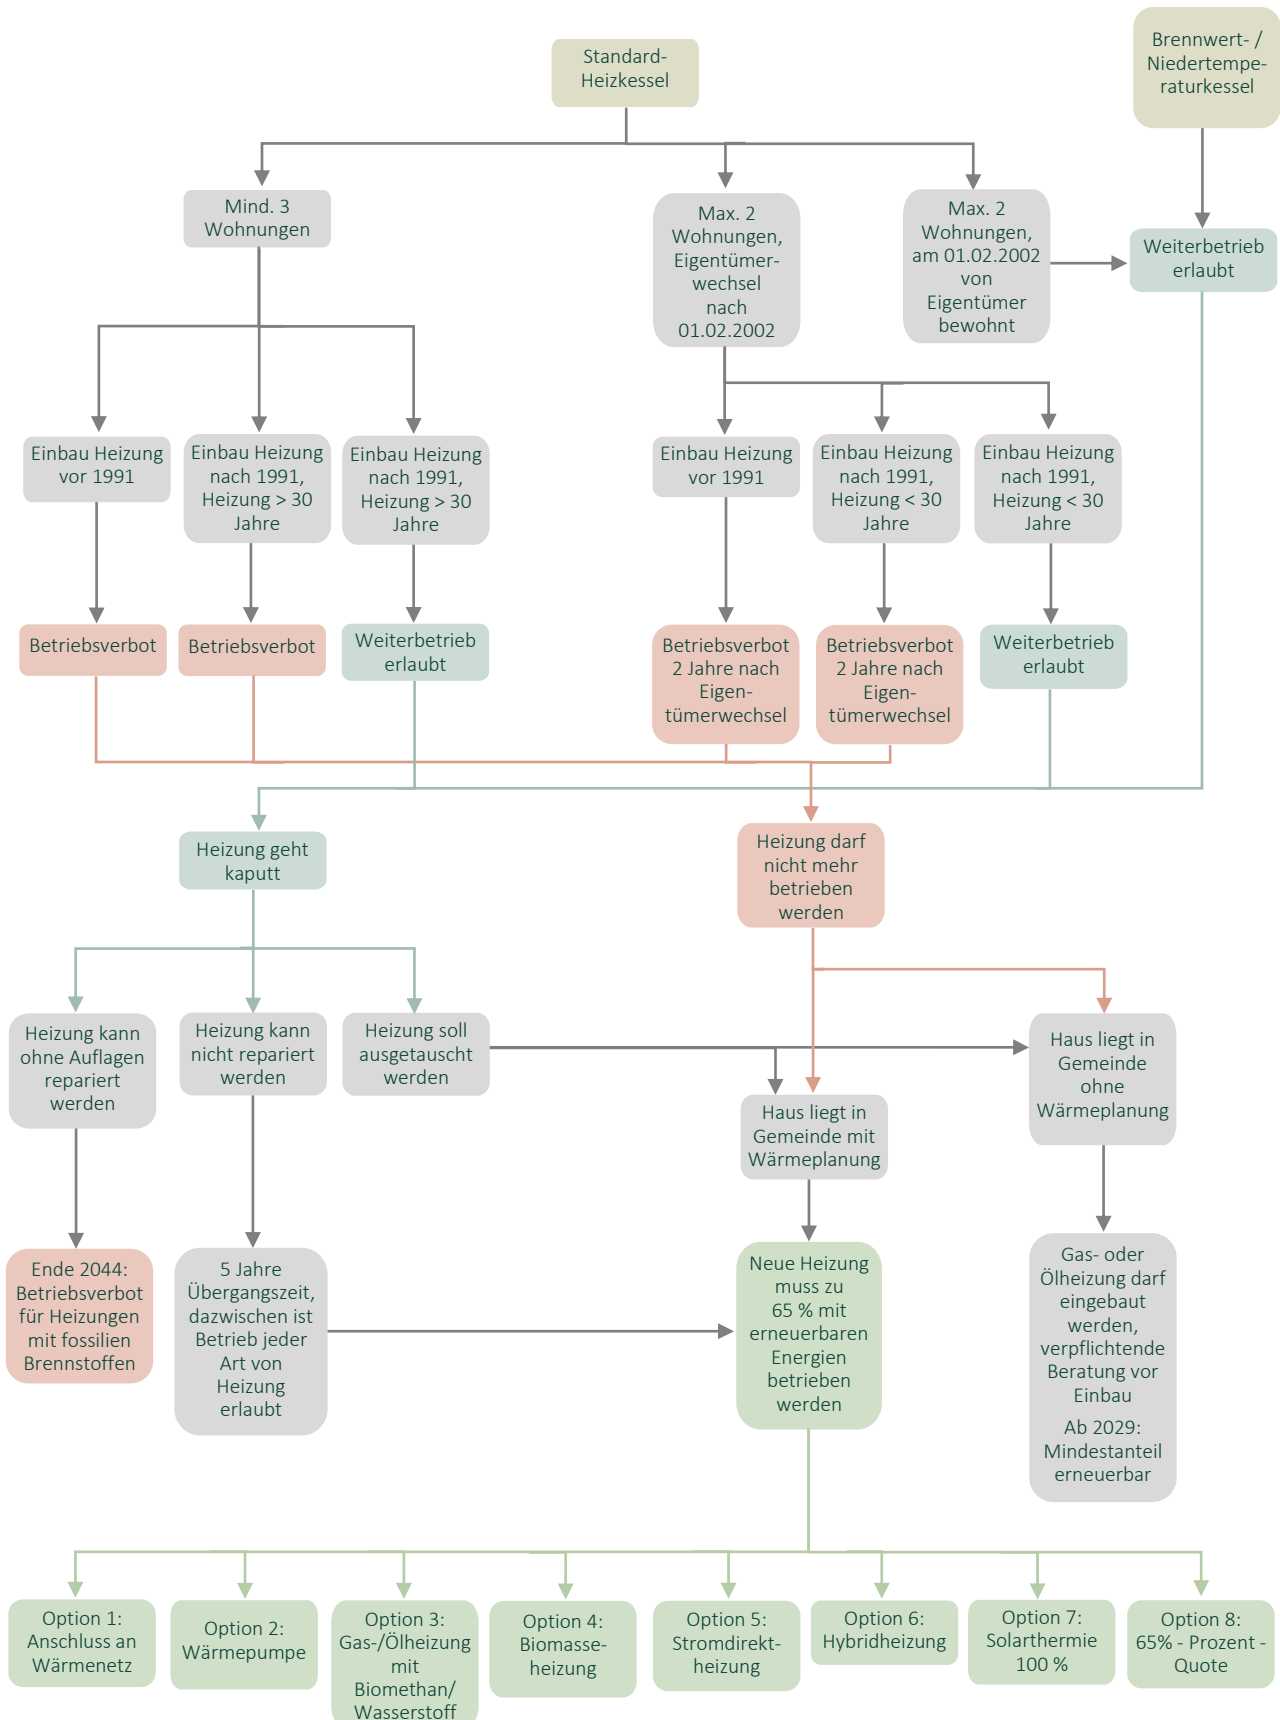 Standard-
Heizkessel
Brennwert- /
Niedertempe-
raturkessel
Mind. 3
Wohnungen
Max. 2
Wohnungen,
Eigentümer-
wechsel
nach
01.02.2002
Max. 2
Wohnungen,
am 01.02.2002
von
Eigentümer
bewohnt
Weiterbetrieb
erlaubt
Einbau Heizung
vor 1991
Einbau Heizung
nach 1991,
Heizung > 30
Jahre
Einbau Heizung
nach 1991,
Heizung > 30
Jahre
Einbau Heizung
vor 1991
Einbau Heizung
nach 1991,
Heizung < 30
Jahre
Einbau Heizung
nach 1991,
Heizung < 30
Jahre
Betriebsverbot
Betriebsverbot
Weiterbetrieb
erlaubt
Betriebsverbot
2 Jahre nach
Eigen-
tümerwechsel
Betriebsverbot
2 Jahre nach
Eigen-
tümerwechsel
Weiterbetrieb
erlaubt
Heizung geht
kaputt
Heizung darf
nicht mehr
betrieben
werden
Heizung kann
ohne Auflagen
repariert
werden
Heizung kann
nicht repariert
werden
Heizung soll
ausgetauscht
werden
Haus liegt in
Gemeinde mit
Wärmeplanung
Haus liegt in
Gemeinde
ohne
Wärmeplanung
Ende 2044:
Betriebsverbot
für Heizungen
mit fossilien
Brennstoffen
5 Jahre
Übergangszeit,
dazwischen ist
Betrieb jeder
Art von
Heizung
erlaubt
Neue Heizung
muss zu
65 % mit
erneuerbaren
Energien
betrieben
werden
Gas- oder
Ölheizung darf
eingebaut
werden,
verpflichtende
Beratung vor
Einbau
Ab 2029:
Mindestanteil
erneuerbar
Option 1:
Anschluss an
Wärmenetz
Option 2:
Wärmepumpe
Option 3:
Gas-/Ölheizung
mit
Biomethan/
Wasserstoff
Option 4:
Biomasse-
heizung
Option 5:
Stromdirekt-
heizung
Option 6:
Hybridheizung
Option 7:
Solarthermie
100 %
Option 8:
65% - Prozent -
Quote